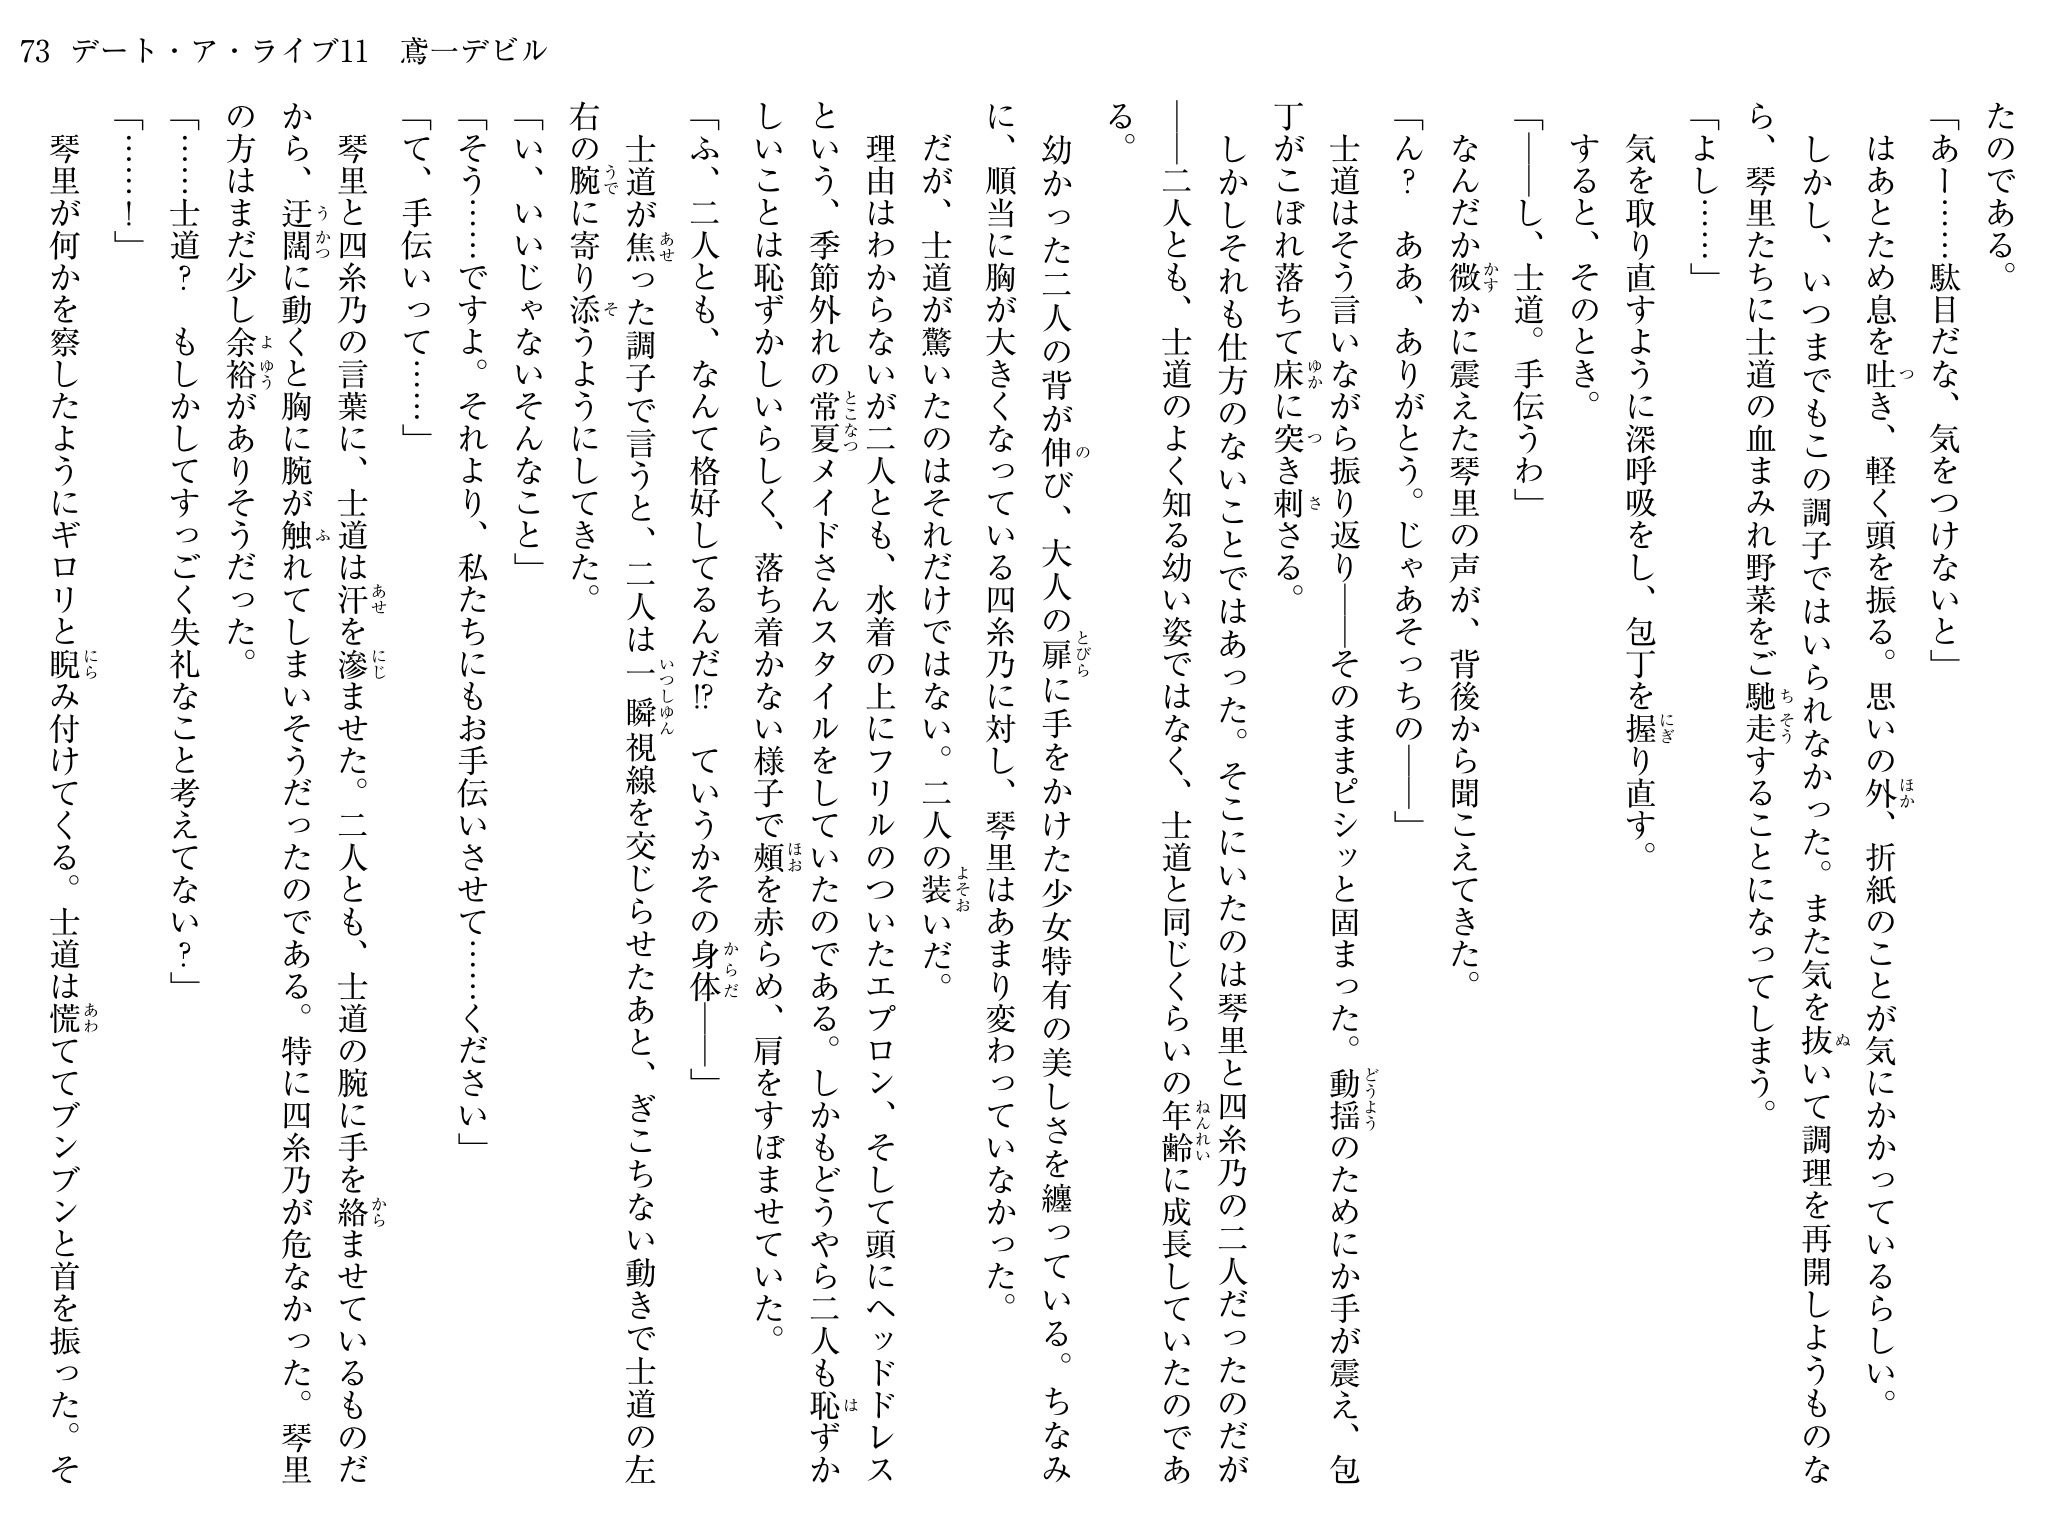 73 デート・ア・ライブ11　鳶一デビル
たのである。
「あー……駄目だな、気をつけないと」
　はあとため息を吐き、軽く頭を振る。思いの外、折紙のことが気にかかっているらしい。
　しかし、いつまでもこの調子ではいられなかった。また気を抜いて調理を再開しようものな
ら、琴里たちに士道の血まみれ野菜をご馳走することになってしまう。
「よし……」
　気を取り直すように深呼吸をし、包丁を握り直す。
　すると、そのとき。
「――し、士道。手伝うわ」
　なんだか微かに震えた琴里の声が、背後から聞こえてきた。
「ん？　ああ、ありがとう。じゃあそっちの――」
　士道はそう言いながら振り返り――そのままピシッと固まった。動揺のためにか手が震え、包
丁がこぼれ落ちて床に突き刺さる。
　しかしそれも仕方のないことではあった。そこにいたのは琴里と四糸乃の二人だったのだが
――二人とも、士道のよく知る幼い姿ではなく、士道と同じくらいの年齢に成長していたのであ
る。
　幼かった二人の背が伸び、大人の扉に手をかけた少女特有の美しさを纏っている。ちなみ
に、順当に胸が大きくなっている四糸乃に対し、琴里はあまり変わっていなかった。
　だが、士道が驚いたのはそれだけではない。二人の装いだ。
　理由はわからないが二人とも、水着の上にフリルのついたエプロン、そして頭にヘッドドレス
という、季節外れの常夏メイドさんスタイルをしていたのである。しかもどうやら二人も恥ずか
しいことは恥ずかしいらしく、落ち着かない様子で頰を赤らめ、肩をすぼませていた。
「ふ、二人とも、なんて格好してるんだ!?　ていうかその身体――」
　士道が焦った調子で言うと、二人は一瞬視線を交じらせたあと、ぎこちない動きで士道の左
右の腕に寄り添うようにしてきた。
「い、いいじゃないそんなこと」
「そう……ですよ。それより、私たちにもお手伝いさせて……ください」
「て、手伝いって……」
　琴里と四糸乃の言葉に、士道は汗を滲ませた。二人とも、士道の腕に手を絡ませているものだ
から、迂闊に動くと胸に腕が触れてしまいそうだったのである。特に四糸乃が危なかった。琴里
の方はまだ少し余裕がありそうだった。
「……士道？　もしかしてすっごく失礼なこと考えてない？」
「……！」
　琴里が何かを察したようにギロリと睨み付けてくる。士道は慌ててブンブンと首を振った。そ